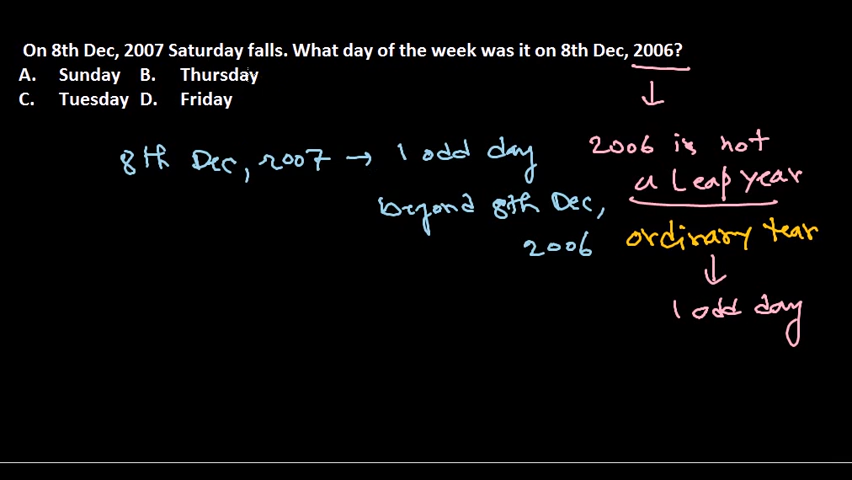 On 8th Dec, 2007 Saturday falls. What day of the week was it on 8th Dec, 2006?
A. Sunday B. Thursday
C. Tuesday D. Friday
8th Dec, 2007 → 1 odd day
beyond 8th Dec,
2006
2006 is not
a Leap year
ordinary year
1 odd day